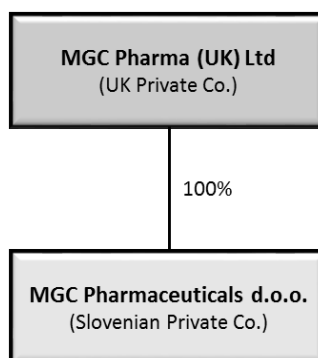 MGC Pharma (UK) Ltd
(UK Private Co.)
100%
MGC Pharmaceuticals d.o.o.
(Slovenian Private Co.)